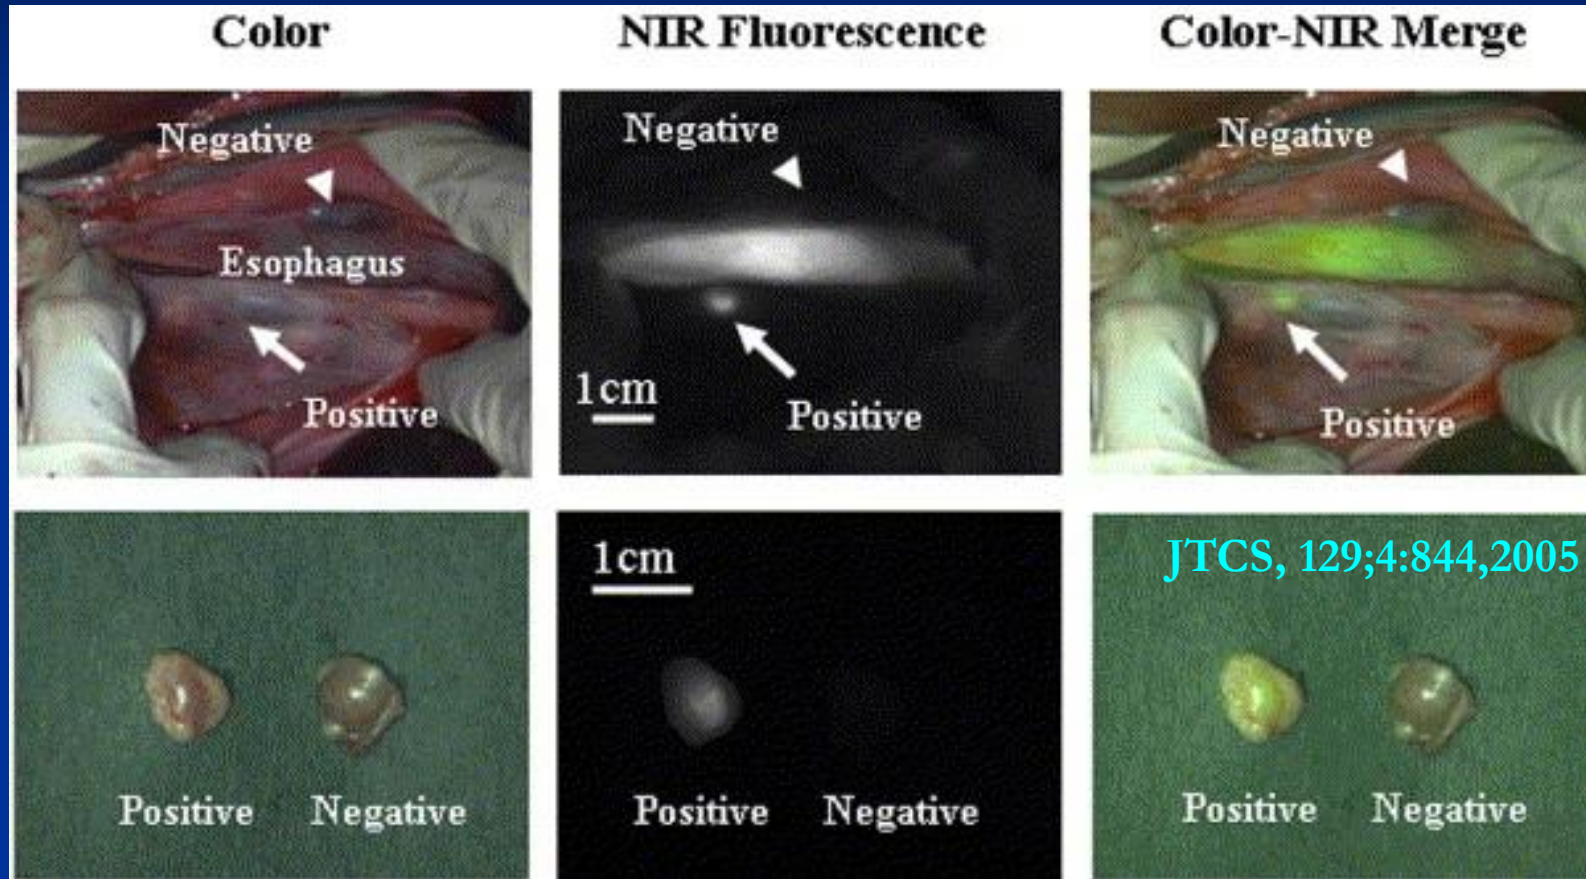 Color
NIR Fluorescence
Color-NIR Merge
Negative
Esophagus
Positive
Negative
1cm
Positive
Negative
Positive
Positive
Negative
1cm
Positive
Negative
JTCS, 129;4:844,2005
Positive
Negative